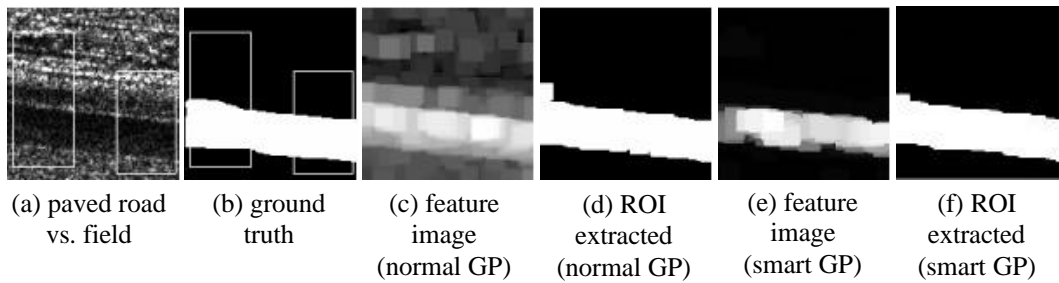 (a) paved road
vs. field
(b) ground
truth
(c) feature
image
(normal GP)
(d) ROI
extracted
(normal GP)
(e) feature
image
(smart GP)
(f) ROI
extracted
(smart GP)